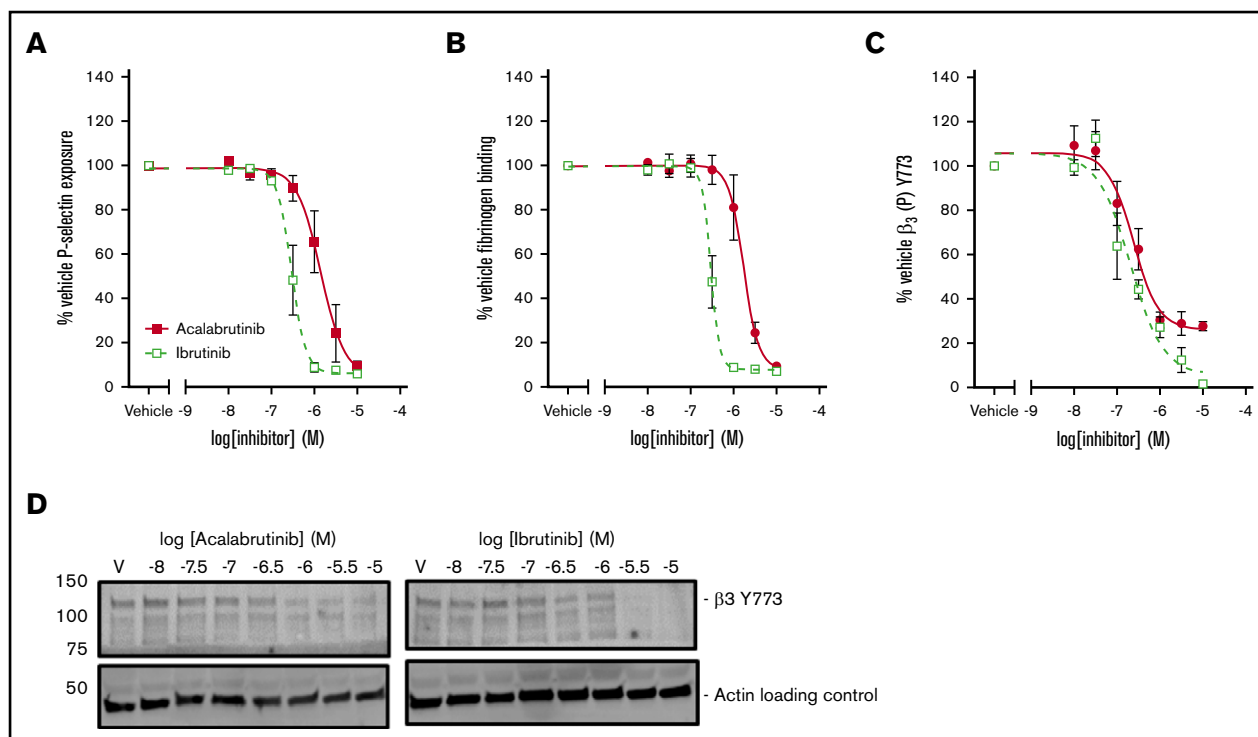 A
140
120
100
80
60
40
20
0
% vehicle P-selectin exposure
Acalabrutinib
Ibrutinib
Vehicle -9 -8 -7 -6 -5 -4
log[inhibitor] (M)
B
140
120
100
80
60
40
20
0
% vehicle fibrinogen binding
Vehicle -9 -8 -7 -6 -5 -4
log[inhibitor] (M)
C
140
120
100
80
60
40
20
0
% vehicle β₃ (P) Y773
Vehicle -9 -8 -7 -6 -5 -4
log[inhibitor] (M)
D
log [Acalabrutinib] (M)
V -8 -7.5 -7 -6.5 -6 -5.5 -5
log [Ibrutinib] (M)
V -8 -7.5 -7 -6.5 -6 -5.5 -5
150
100
75
50
- β3 Y773
- Actin loading control